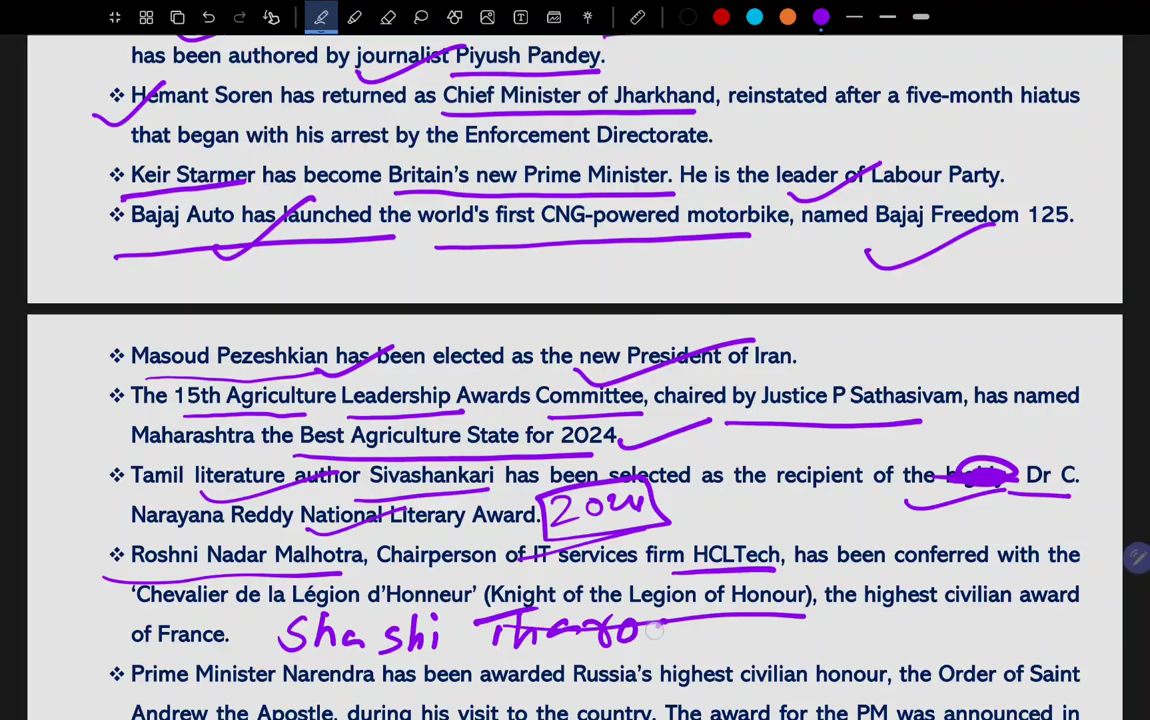 has been authored by journalist Piyush Pandey.
❖ Hemant Soren has returned as Chief Minister of Jharkhand, reinstated after a five-month hiatus
that began with his arrest by the Enforcement Directorate.
❖ Keir Starmer has become Britain's new Prime Minister. He is the leader of Labour Party.
❖ Bajaj Auto has launched the world's first CNG-powered motorbike, named Bajaj Freedom 125.
❖ Masoud Pezeshkian has been elected as the new President of Iran.
❖ The 15th Agriculture Leadership Awards Committee, chaired by Justice P Sathasivam, has named
Maharashtra the Best Agriculture State for 2024.
❖ Tamil literature author Sivashankari has been selected as the recipient of the Dr C.
Narayana Reddy National Literary Award. 2024
❖ Roshni Nadar Malhotra, Chairperson of IT services firm HCLTech, has been conferred with the
'Chevalier de la Légion d'Honneur' (Knight of the Legion of Honour), the highest civilian award
of France. Shashi Tharo
❖ Prime Minister Narendra has been awarded Russia's highest civilian honour, the Order of Saint
Andrew the Apostle, during his visit to the country. The award for the PM was announced in